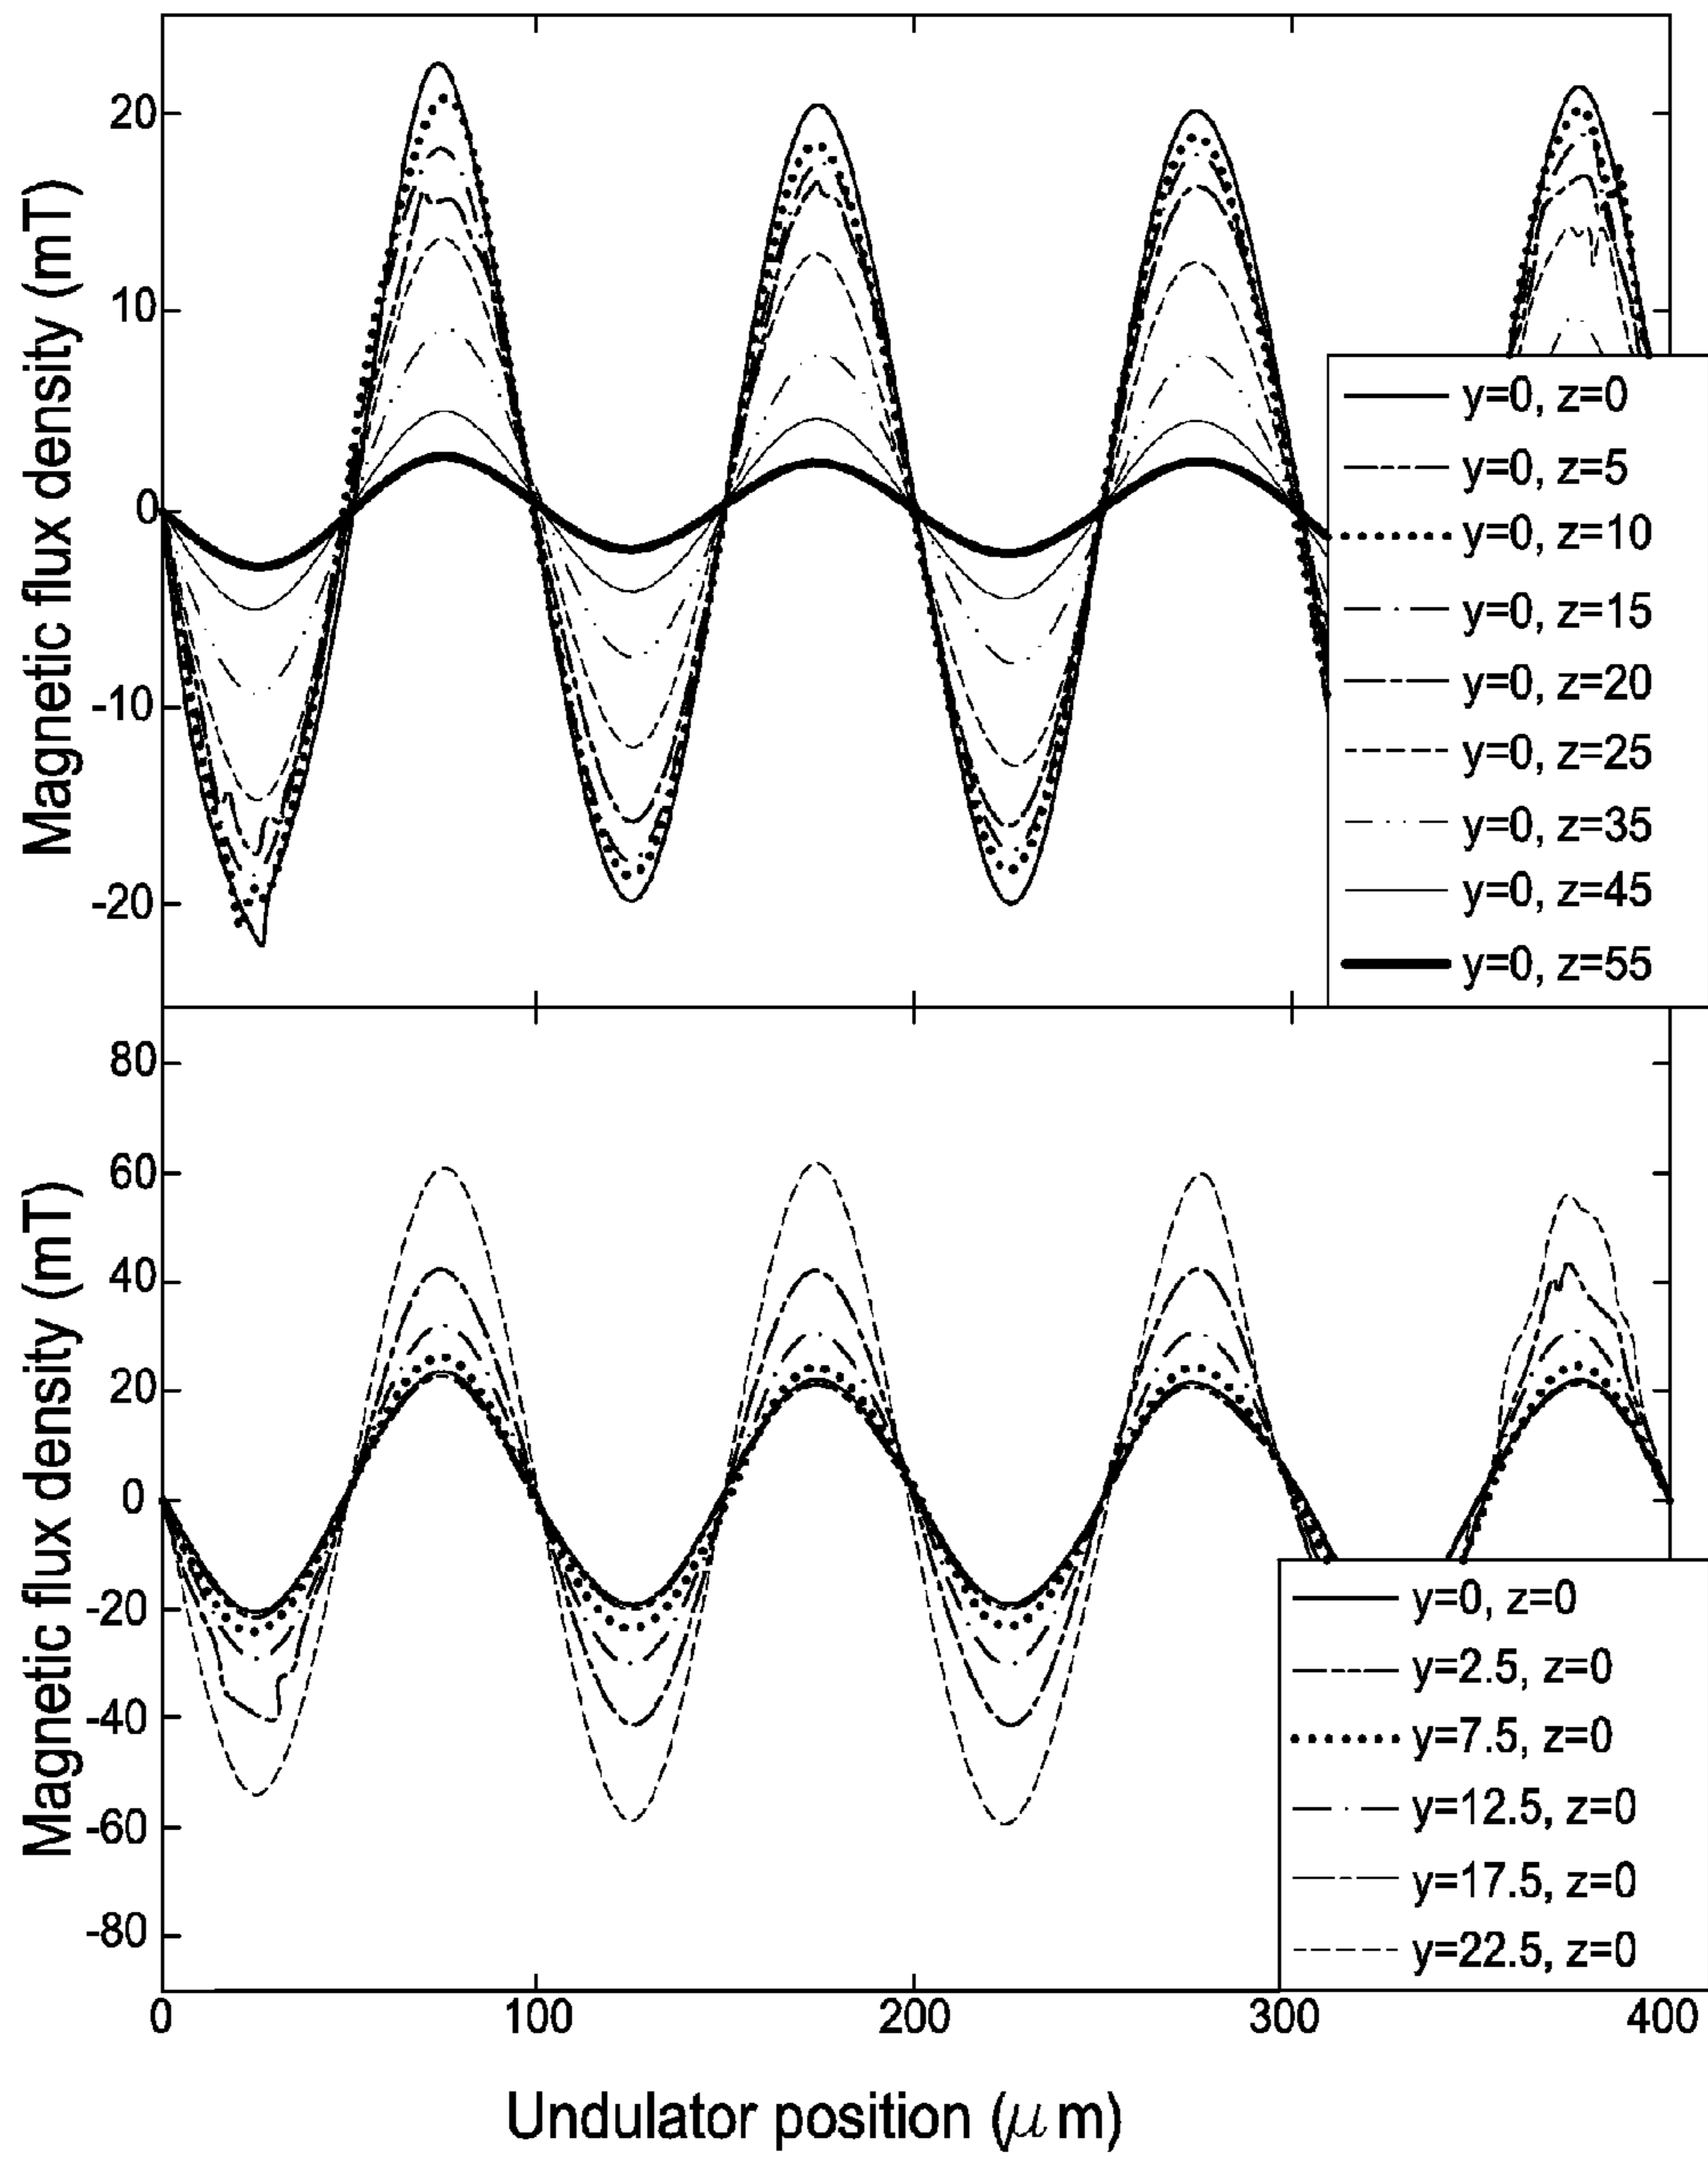 Magnetic flux density (mT)
20
10
0
-10
-20
y=0, z=0
y=0, z=5
y=0, z=10
y=0, z=15
y=0, z=20
y=0, z=25
y=0, z=35
y=0, z=45
y=0, z=55
Magnetic flux density (mT)
80
60
40
20
0
-20
-40
-60
-80
y=0, z=0
y=2.5, z=0
y=7.5, z=0
y=12.5, z=0
y=17.5, z=0
y=22.5, z=0
0 100 200 300 400
Undulator position (μm)